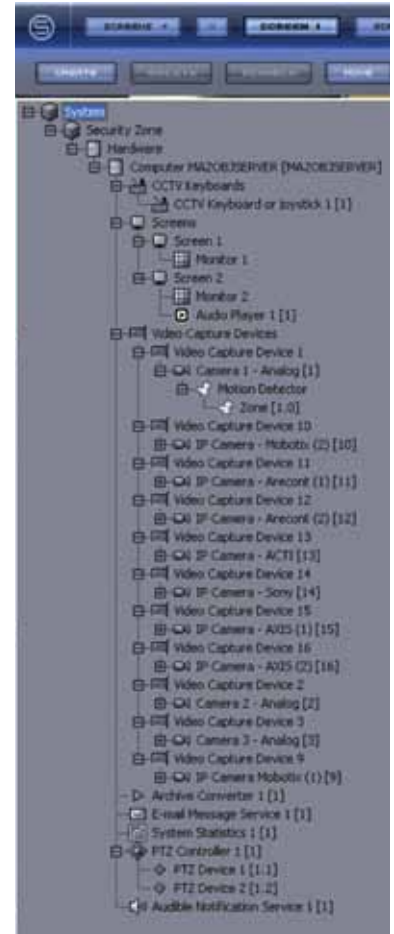 SCREENS
SCREEN 1
CREATE
DELETE
MOVE
System
Security Zone
Hardware
Computer MAZOBJSERVER [MAZOBJSERVER]
CCTV Keyboards
CCTV Keyboard or joystick 1 [1]
Screens
Screen 1
Monitor 1
Screen 2
Monitor 2
Audio Player 1 [1]
Video Capture Devices
Video Capture Device 1
Camera 1 - Analog [1]
Motion Detector
Zone [1.0]
Video Capture Device 10
IP Camera - Mobotix (2) [10]
Video Capture Device 11
IP Camera - Arecont (1) [11]
Video Capture Device 12
IP Camera - Arecont (2) [12]
Video Capture Device 13
IP Camera - ACTI [13]
Video Capture Device 14
IP Camera - Sony [14]
Video Capture Device 15
IP Camera - AXIS (1) [15]
Video Capture Device 16
IP Camera - AXIS (2) [16]
Video Capture Device 2
Camera 2 - Analog [2]
Video Capture Device 3
Camera 3 - Analog [3]
Video Capture Device 9
IP Camera Mobotix (1) [9]
Archive Converter 1 [1]
E-mail Message Service 1 [1]
System Statistics 1 [1]
PTZ Controller 1 [1]
PTZ Device 1 [1.1]
PTZ Device 2 [1.2]
Audible Notification Service 1 [1]